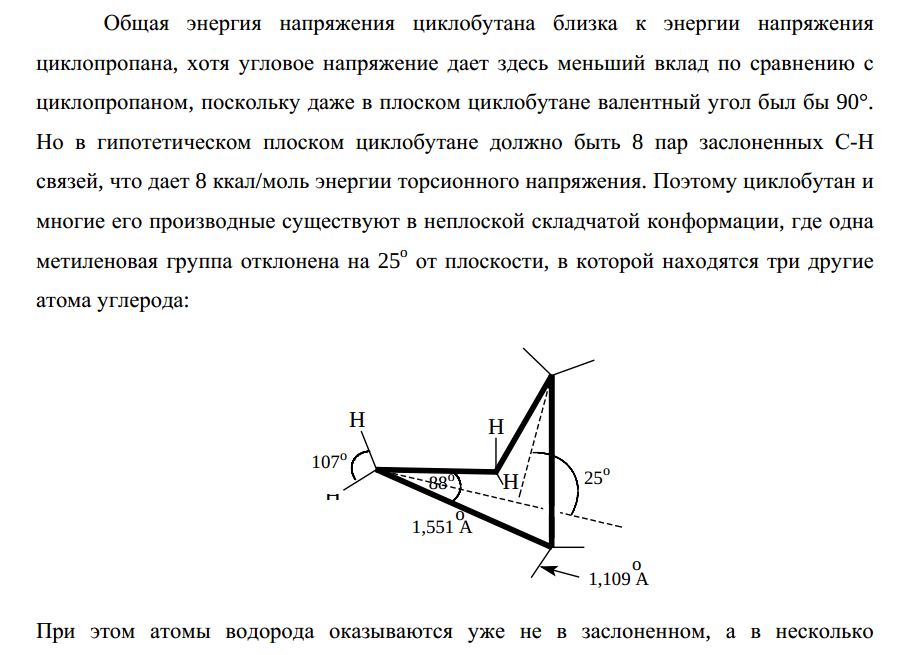 Общая энергия напряжения циклобутана близка к энергии напряжения
циклопропана, хотя угловое напряжение дает здесь меньший вклад по сравнению с
циклопропаном, поскольку даже в плоском циклобутане валентный угол был бы 90°.
Но в гипотетическом плоском циклобутане должно быть 8 пар заслоненных С-Н
связей, что дает 8 ккал/моль энергии торсионного напряжения. Поэтому циклобутан и
многие его производные существуют в неплоской складчатой конформации, где одна
метиленовая группа отклонена на 25° от плоскости, в которой находятся три другие
атома углерода:
H
H
107°
88°
H
25°
H
1,551 Å
1,109 Å
При этом атомы водорода оказываются уже не в заслоненном, а в несколько